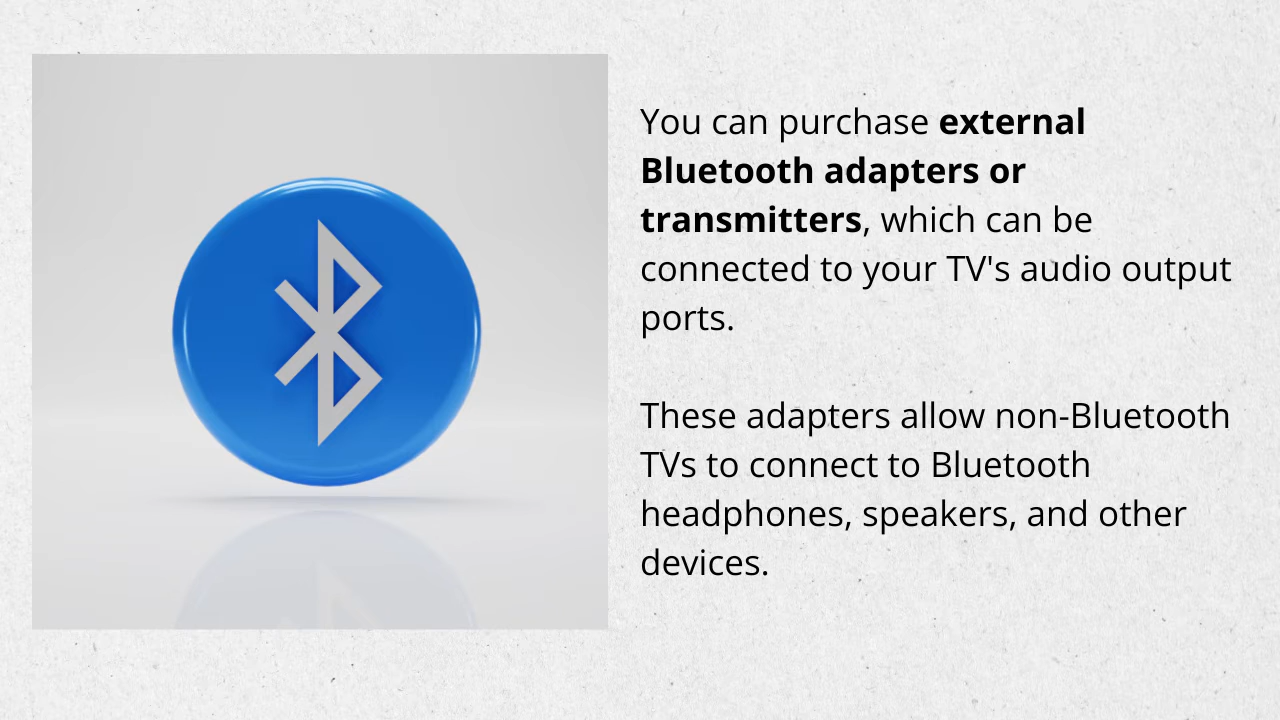 You can purchase external
Bluetooth adapters or
transmitters, which can be
connected to your TV's audio output
ports.
These adapters allow non-Bluetooth
TVs to connect to Bluetooth
headphones, speakers, and other
devices.